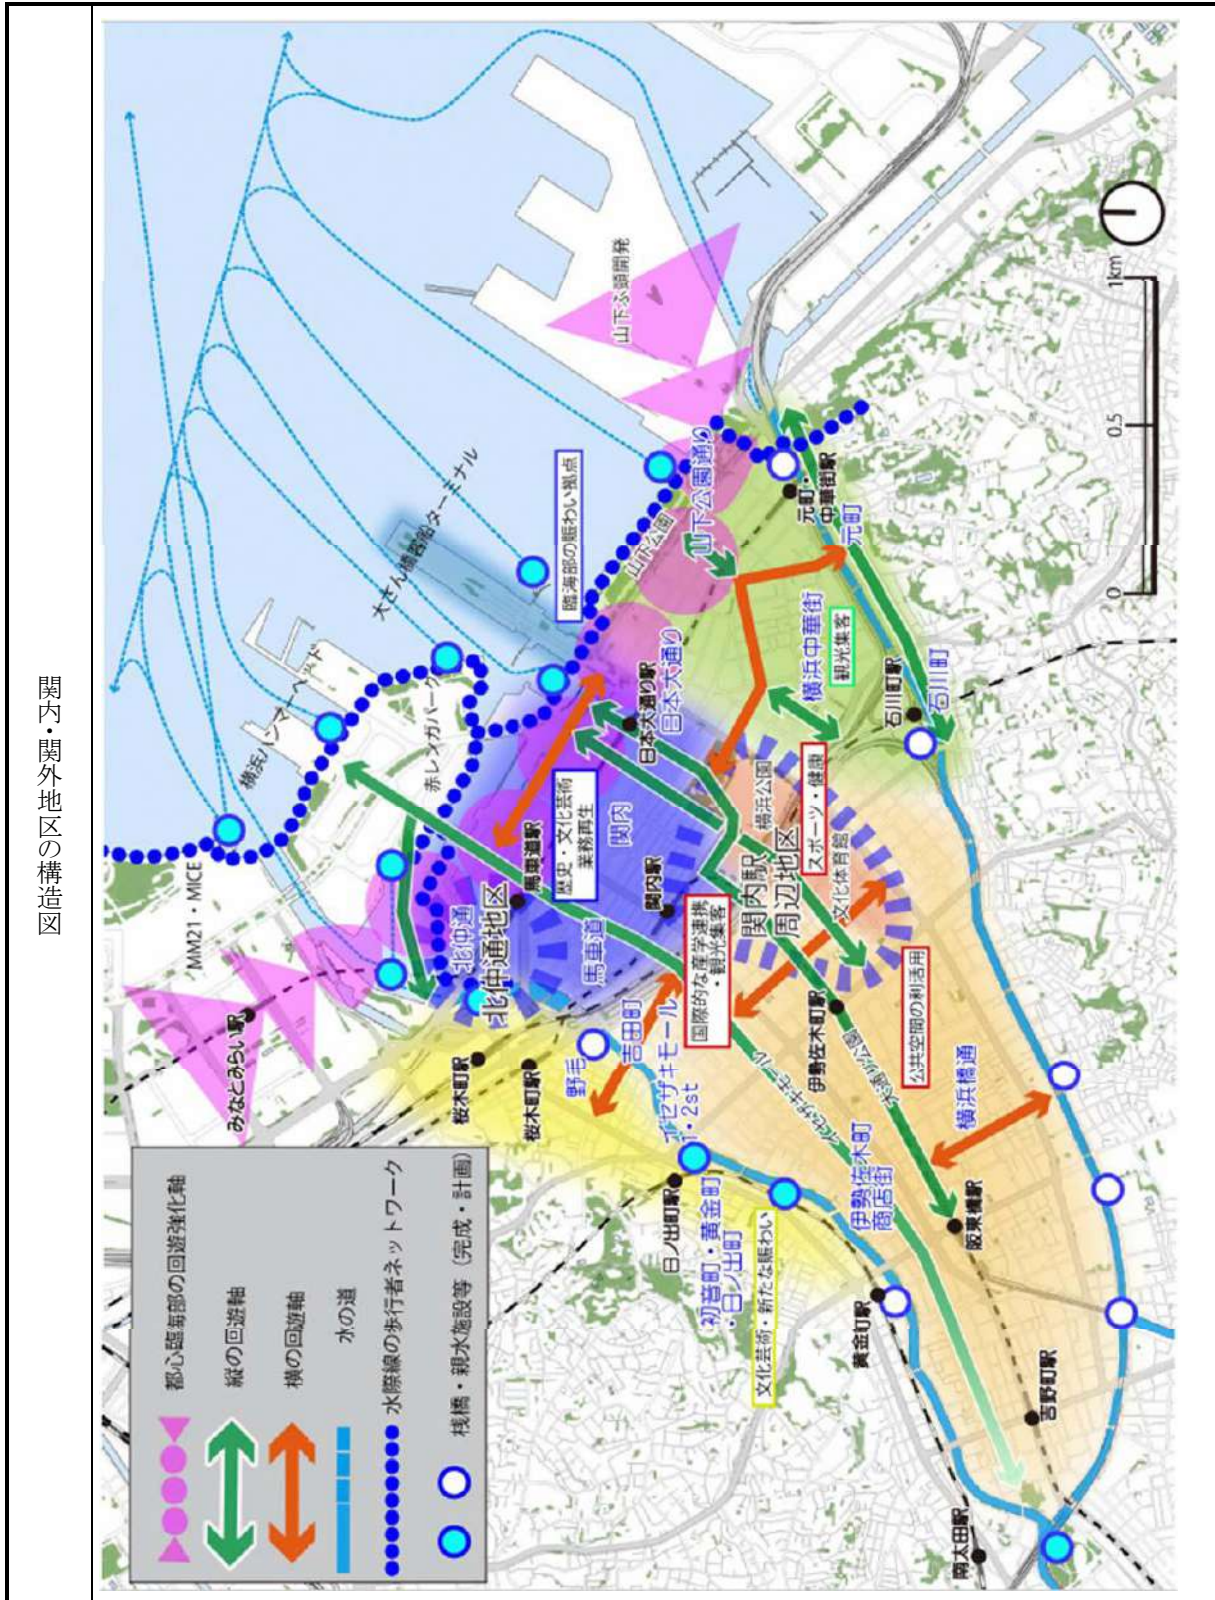 関内・関外地区の構造図
都心臨海部の回遊強化軸
縦の回遊軸
横の回遊軸
水の道
水際線の歩行者ネットワーク
桟橋・親水施設等（完成・計画）
MM21・MICE
みなとみらい駅
横浜ハンマーヘッド
赤レンガパーク
大さん橋客船ターミナル
臨海部の賑わい拠点
山下ふ頭開発
山下公園
山下公園通り
桜木町駅
桜木町駅
北仲通
北仲通地区
馬車道駅
馬車道
歴史・文化芸術
業務再生
関内
関内駅
日本大通り駅
日本大通り
元町・
中華街駅
元町
横浜中華街
観光集客
石川町駅
石川町
横浜公園
スポーツ・健康
文化体育館
関内駅
周辺地区
国際的な産学連携
・観光集客
公共空間の利活用
野毛
吉田町
イセザキモール
1・2st
イセザキモール
伊勢佐木町駅
大通り公園
横浜橋通
伊勢佐木町
商店街
阪東橋駅
日ノ出町駅
初音町・黄金町
・日ノ出町
文化芸術・新たな賑わい
黄金町駅
吉野町駅
南太田駅
0
0.5
1km